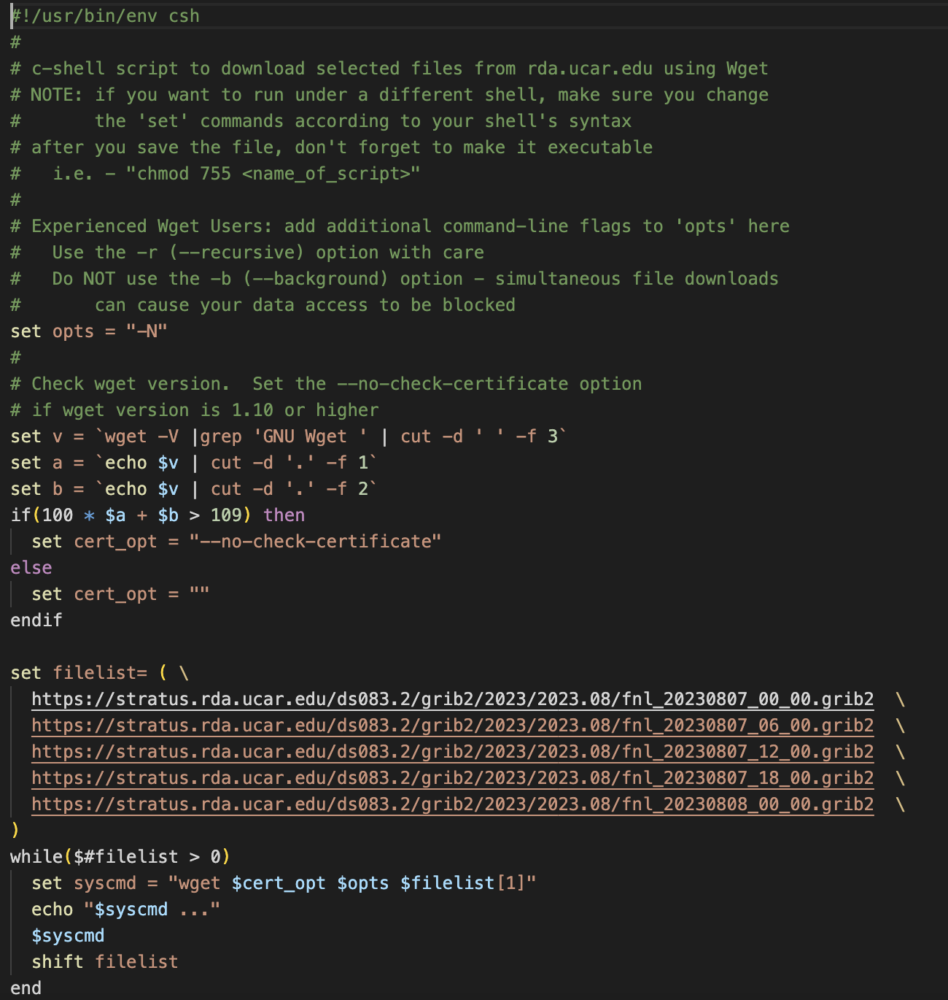 #!/usr/bin/env csh
#
# c-shell script to download selected files from rda.ucar.edu using Wget
# NOTE: if you want to run under a different shell, make sure you change
#       the 'set' commands according to your shell's syntax
# after you save the file, don't forget to make it executable
#   i.e. - "chmod 755 <name_of_script>"
#
# Experienced Wget Users: add additional command-line flags to 'opts' here
#   Use the -r (--recursive) option with care
#   Do NOT use the -b (--background) option - simultaneous file downloads
#       can cause your data access to be blocked
set opts = "-N"
#
# Check wget version.  Set the --no-check-certificate option
# if wget version is 1.10 or higher
set v = `wget -V |grep 'GNU Wget ' | cut -d ' ' -f 3`
set a = `echo $v | cut -d '.' -f 1`
set b = `echo $v | cut -d '.' -f 2`
if(100 * $a + $b > 109) then
  set cert_opt = "--no-check-certificate"
else
  set cert_opt = ""
endif

set filelist= ( \
  https://stratus.rda.ucar.edu/ds083.2/grib2/2023/2023.08/fnl_20230807_00_00.grib2  \
  https://stratus.rda.ucar.edu/ds083.2/grib2/2023/2023.08/fnl_20230807_06_00.grib2  \
  https://stratus.rda.ucar.edu/ds083.2/grib2/2023/2023.08/fnl_20230807_12_00.grib2  \
  https://stratus.rda.ucar.edu/ds083.2/grib2/2023/2023.08/fnl_20230807_18_00.grib2  \
  https://stratus.rda.ucar.edu/ds083.2/grib2/2023/2023.08/fnl_20230808_00_00.grib2  \
)
while($#filelist > 0)
  set syscmd = "wget $cert_opt $opts $filelist[1]"
  echo "$syscmd ..."
  $syscmd
  shift filelist
end